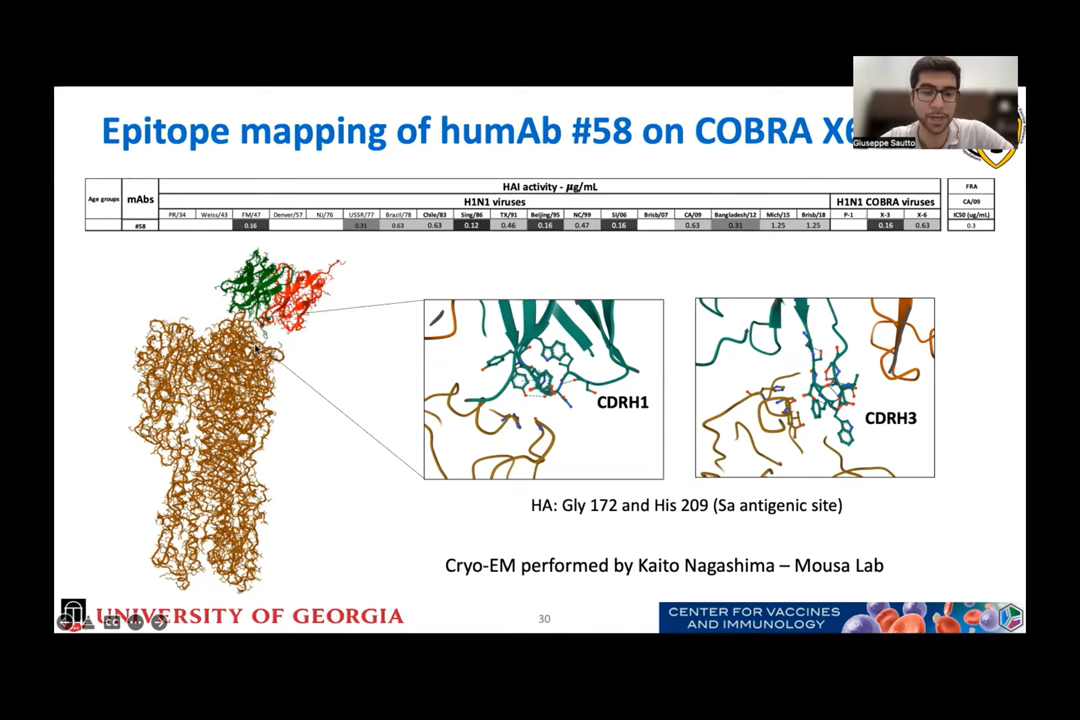 Giuseppe Sautto
Epitope mapping of humAb #58 on COBRA X6
Age groups mAbs HAI activity - µg/mL FRA
H1N1 viruses H1N1 COBRA viruses CA/09
PR/34 Weiss/43 FM/47 Denver/57 NJ/76 USSR/77 Brazil/78 Chile/83 Sing/86 TX/91 Beijing/95 NC/99 SI/06 Brisb/07 CA/09 Bangladesh/12 Mich/15 Brisb/18 P-1 X-3 X-6 IC50 (ug/mL)
#58 0.16 0.31 0.63 0.63 0.12 0.46 0.16 0.47 0.16 0.63 0.31 1.25 1.25 0.16 0.63 0.3
CDRH1
CDRH3
HA: Gly 172 and His 209 (Sa antigenic site)
Cryo-EM performed by Kaito Nagashima – Mousa Lab
UNIVERSITY OF GEORGIA
30
CENTER FOR VACCINES
AND IMMUNOLOGY